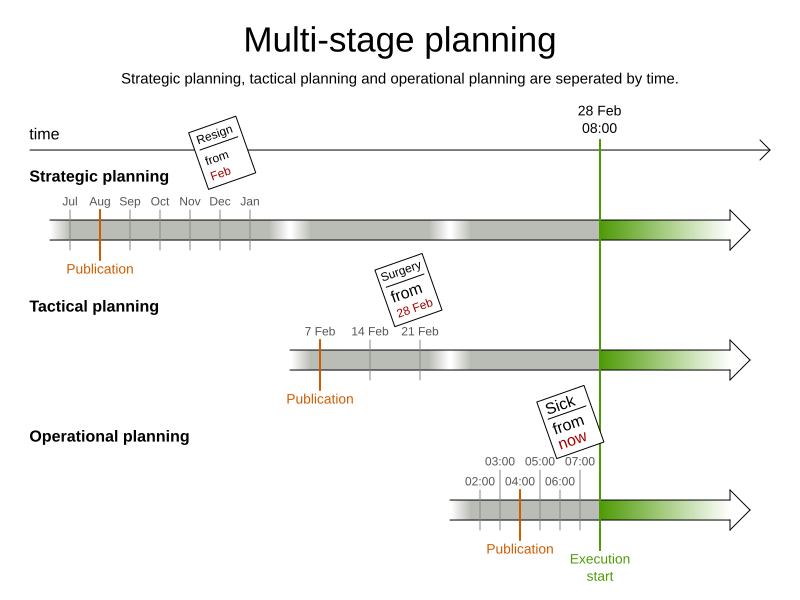 Multi-stage planning
Strategic planning, tactical planning and operational planning are seperated by time.
28 Feb
08:00
time
Resign
from
Feb
Strategic planning
Jul Aug Sep Oct Nov Dec Jan
Publication
Surgery
from
28 Feb
Tactical planning
7 Feb 14 Feb 21 Feb
Publication
Sick
from
now
Operational planning
03:00 05:00 07:00
02:00 04:00 06:00
Publication
Execution
start